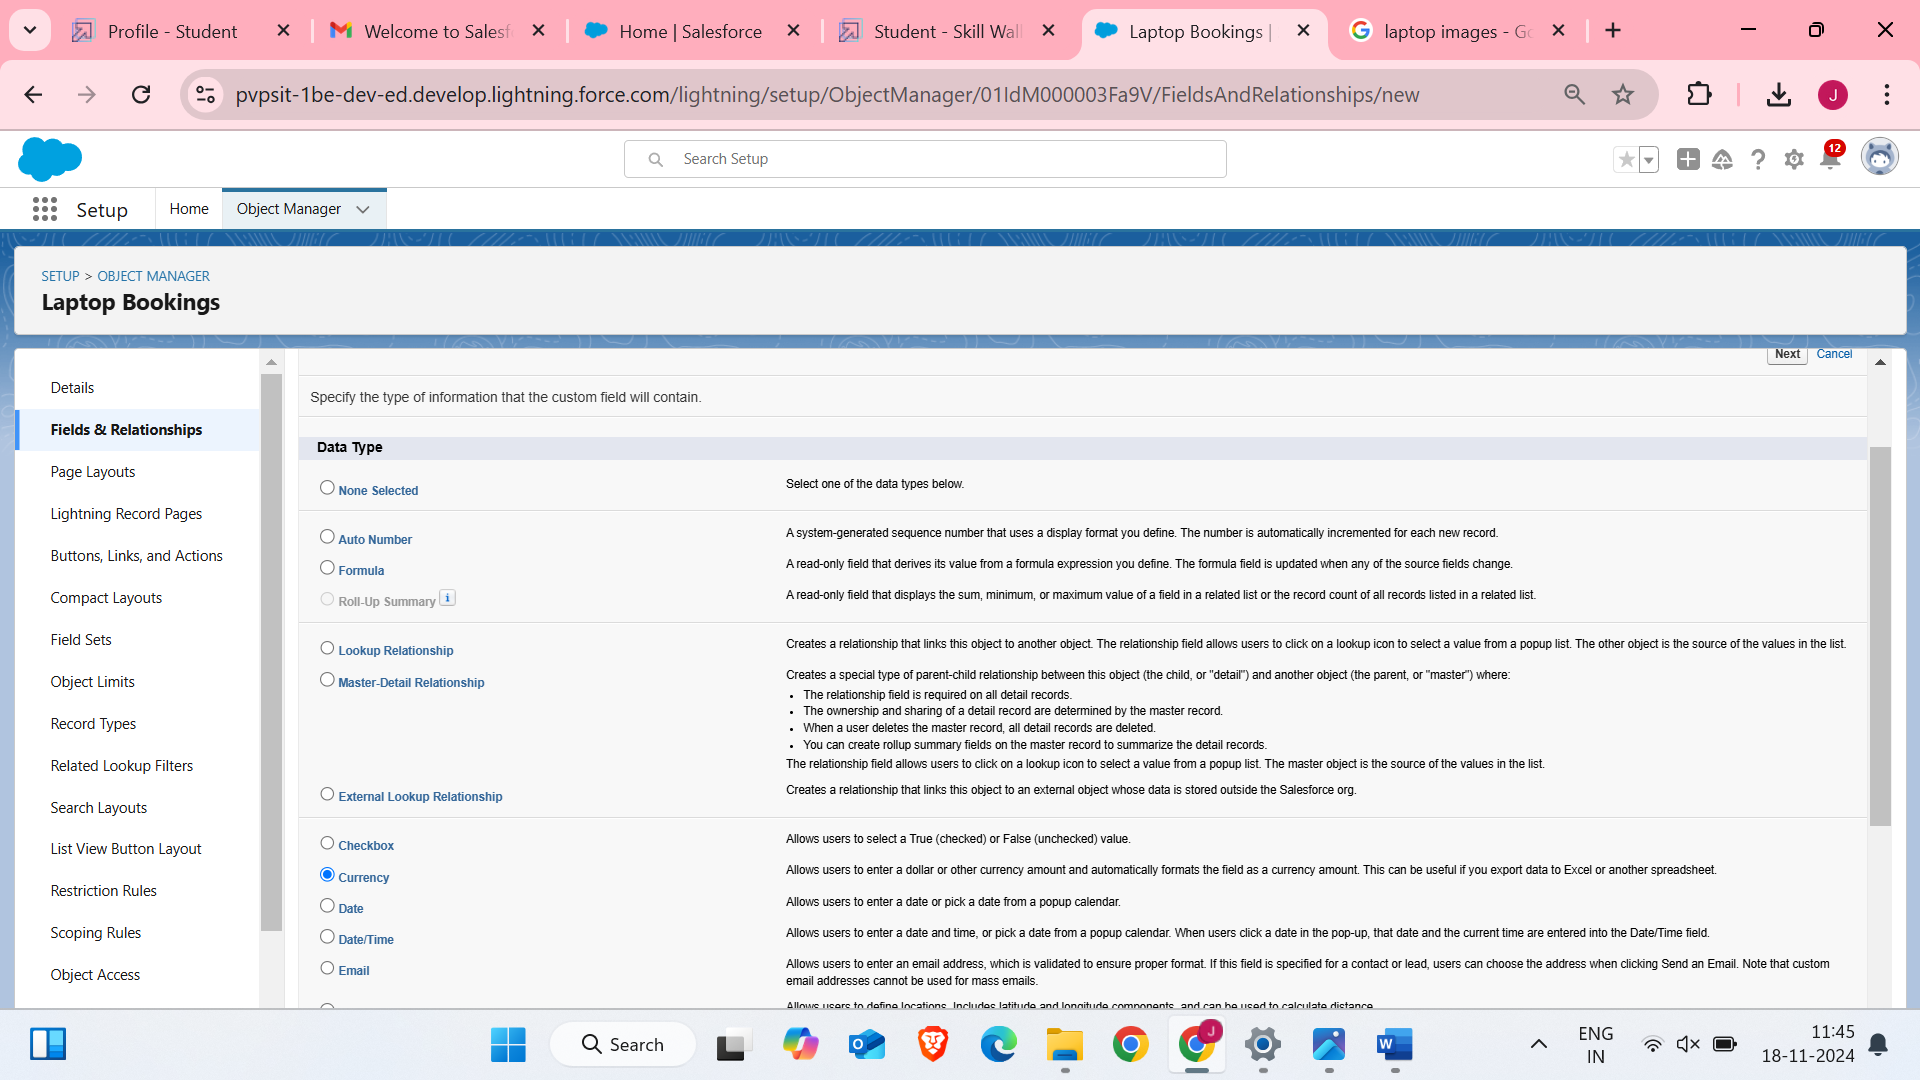 Profile - Student
Welcome to Salesf
Home | Salesforce
Student - Skill Wall
Laptop Bookings |
laptop images - Go
pvpsit-1be-dev-ed.develop.lightning.force.com/lightning/setup/ObjectManager/01IdM000003Fa9V/FieldsAndRelationships/new
J
Search Setup
12
Setup
Home
Object Manager
SETUP > OBJECT MANAGER
Laptop Bookings
Details
Fields & Relationships
Page Layouts
Lightning Record Pages
Buttons, Links, and Actions
Compact Layouts
Field Sets
Object Limits
Record Types
Related Lookup Filters
Search Layouts
List View Button Layout
Restriction Rules
Scoping Rules
Object Access
Next Cancel
Specify the type of information that the custom field will contain.
Data Type
None Selected
Select one of the data types below.
Auto Number
A system-generated sequence number that uses a display format you define. The number is automatically incremented for each new record.
Formula
A read-only field that derives its value from a formula expression you define. The formula field is updated when any of the source fields change.
Roll-Up Summary i
A read-only field that displays the sum, minimum, or maximum value of a field in a related list or the record count of all records listed in a related list.
Lookup Relationship
Creates a relationship that links this object to another object. The relationship field allows users to click on a lookup icon to select a value from a popup list. The other object is the source of the values in the list.
Master-Detail Relationship
Creates a special type of parent-child relationship between this object (the child, or "detail") and another object (the parent, or "master") where:
• The relationship field is required on all detail records.
• The ownership and sharing of a detail record are determined by the master record.
• When a user deletes the master record, all detail records are deleted.
• You can create rollup summary fields on the master record to summarize the detail records.
The relationship field allows users to click on a lookup icon to select a value from a popup list. The master object is the source of the values in the list.
External Lookup Relationship
Creates a relationship that links this object to an external object whose data is stored outside the Salesforce org.
Checkbox
Allows users to select a True (checked) or False (unchecked) value.
Currency
Allows users to enter a dollar or other currency amount and automatically formats the field as a currency amount. This can be useful if you export data to Excel or another spreadsheet.
Date
Allows users to enter a date or pick a date from a popup calendar.
Date/Time
Allows users to enter a date and time, or pick a date from a popup calendar. When users click a date in the pop-up, that date and the current time are entered into the Date/Time field.
Email
Allows users to enter an email address, which is validated to ensure proper format. If this field is specified for a contact or lead, users can choose the address when clicking Send an Email. Note that custom
email addresses cannot be used for mass emails.
Allows users to define locations. Includes latitude and longitude components, and can be used to calculate distance.
Search
J
ENG
IN
11:45
18-11-2024